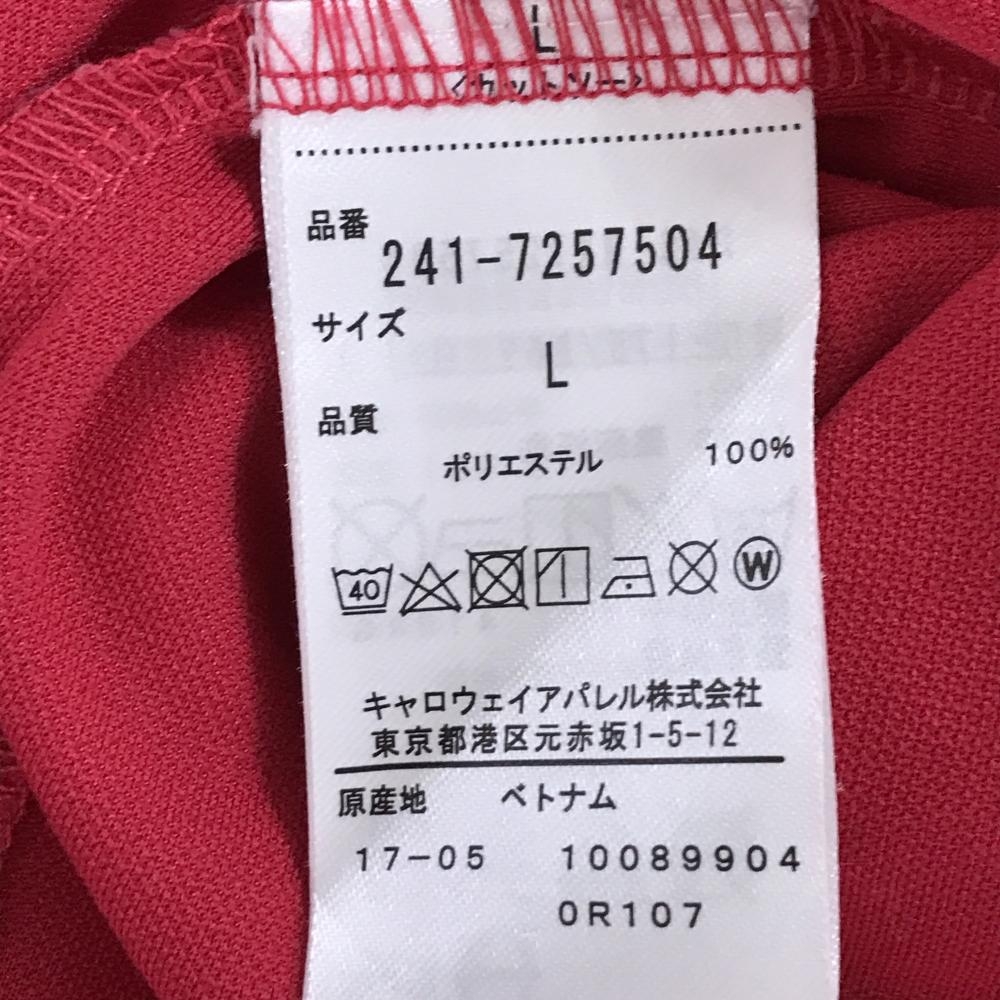 L
<カットソー>
品番
241-7257504
サイズ
L
品質
ポリエステル 100%
40 W
キャロウェイアパレル株式会社
東京都港区元赤坂1-5-12
原産地 ベトナム
17-05 10089904
0R107